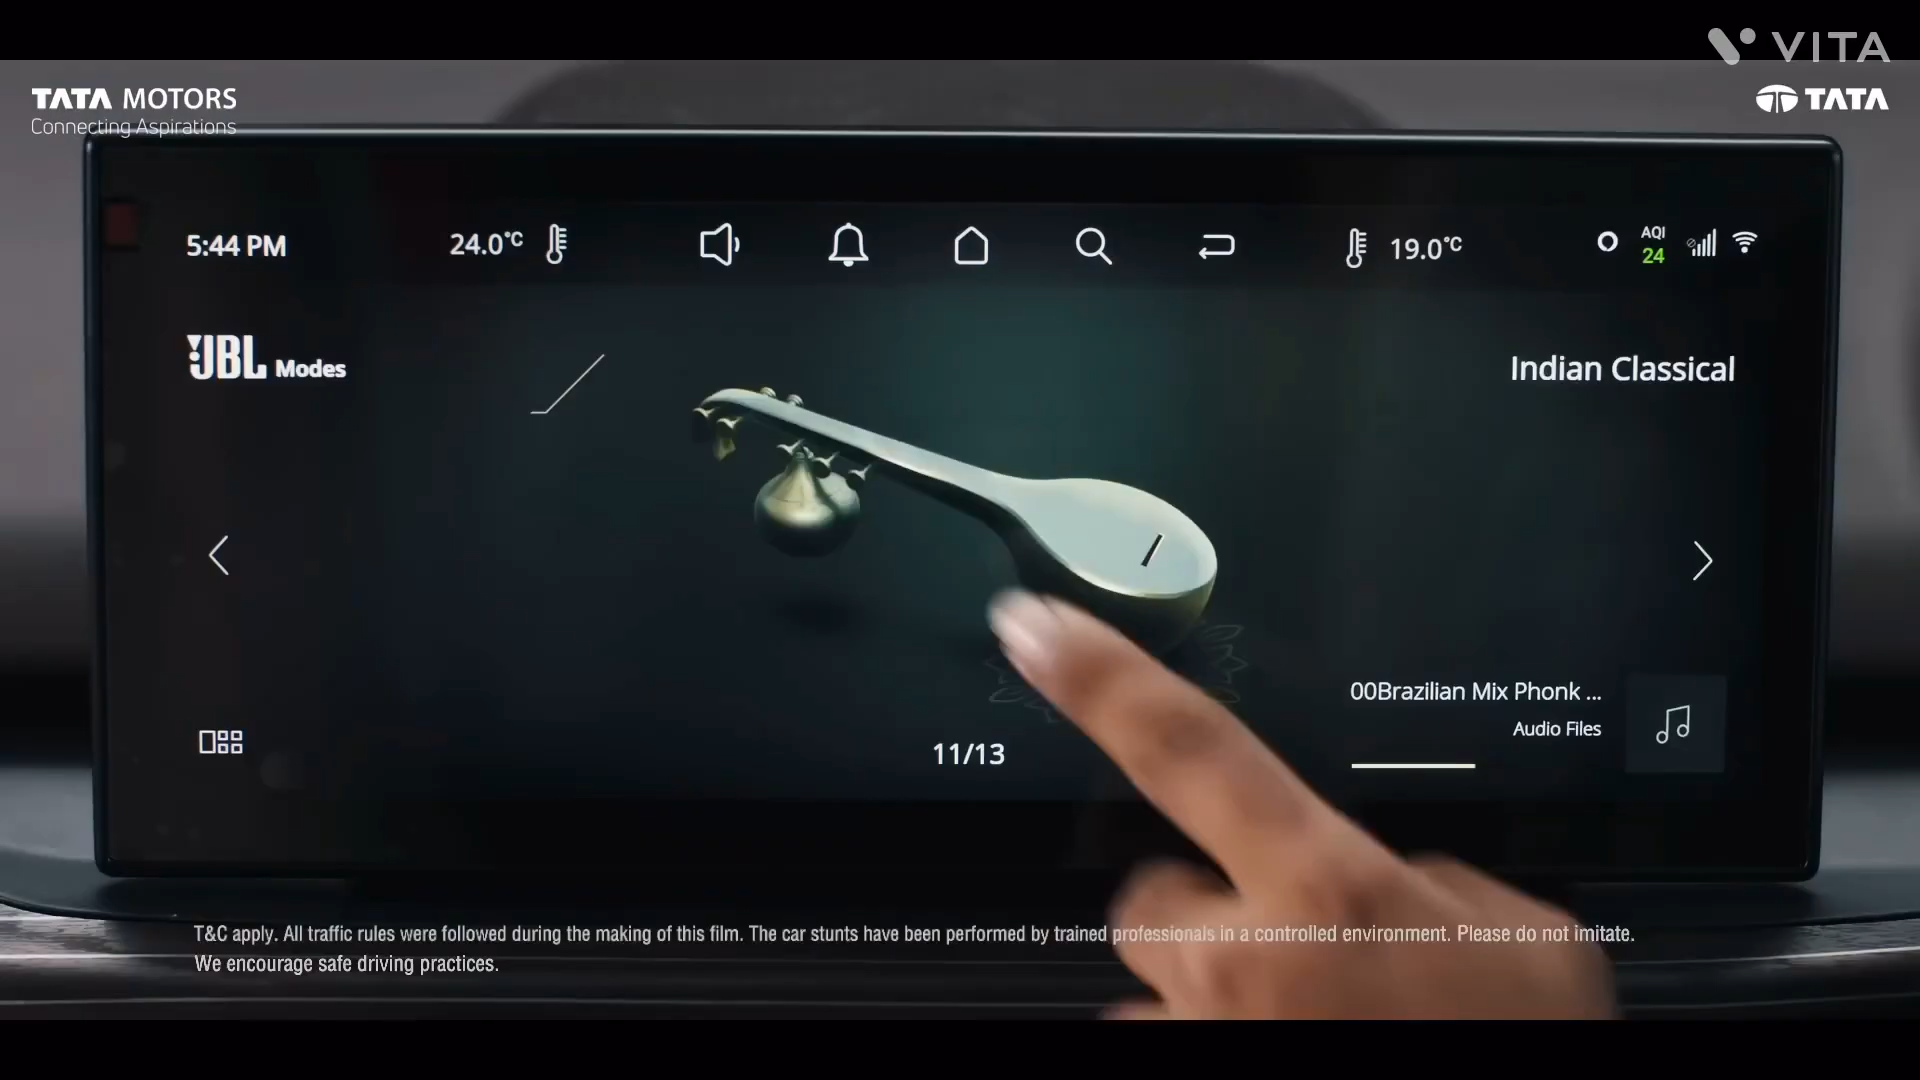 VITA
TATA MOTORS
Connecting Aspirations
TATA
5:44 PM
24.0°C
19.0°C
AQI
24
JBL Modes
Indian Classical
00Brazilian Mix Phonk ...
Audio Files
11/13
T&C apply. All traffic rules were followed during the making of this film. The car stunts have been performed by trained professionals in a controlled environment. Please do not imitate.
We encourage safe driving practices.